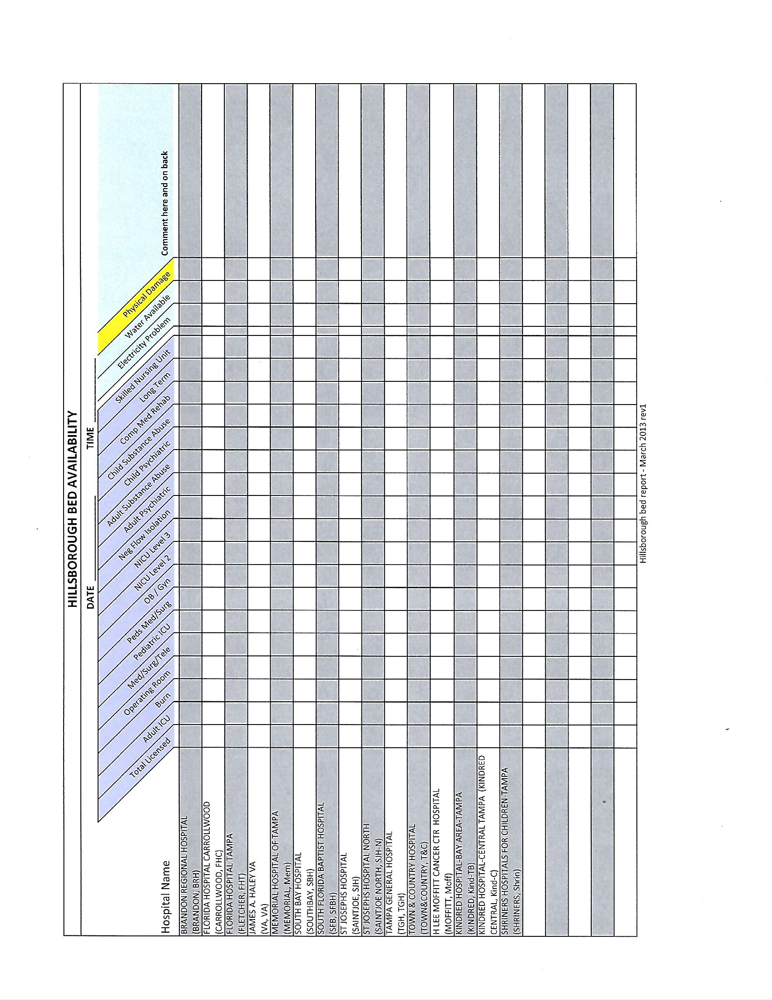 HILLSBOROUGH BED AVAILABILITY
DATE TIME
Hospital Name
Total Licensed
Adult ICU
Burn
Operating Room
Med/Surg/Tele
Pediatric ICU
Peds Med/Surg
OB / Gyn
NICU Level 2
NICU Level 3
Neg Flow Isolation
Adult Psychiatric
Adult Substance Abuse
Child Psychiatric
Child Substance Abuse
Comp Med Rehab
Long Term
Skilled Nursing Unit
Electricity Problem
Water Available
Physical Damage
Comment here and on back
BRANDON REGIONAL HOSPITAL
(BRANDON, BRH)
FLORIDA HOSPITAL CARROLLWOOD
(CARROLLWOOD, FHC)
FLORIDA HOSPITAL TAMPA
(FLETCHER, FHT)
JAMES A. HALEY VA
(VA, VA)
MEMORIAL HOSPITAL OF TAMPA
(MEMORIAL, Mem)
SOUTH BAY HOSPITAL
(SOUTHBAY, SBH)
SOUTH FLORIDA BAPTIST HOSPITAL
(SFB, SFBH)
ST JOSEPHS HOSPITAL
(SAINTJOE, SJH)
ST JOSEPHS HOSPITAL NORTH
(SAINTJOE NORTH, SJH-N)
TAMPA GENERAL HOSPITAL
(TGH, TGH)
TOWN & COUNTRY HOSPITAL
(TOWN&COUNTRY, T&C)
H LEE MOFFITT CANCER CTR HOSPITAL
(MOFFITT, Moff)
KINDRED HOSPITAL-BAY AREA-TAMPA
(KINDRED, Kind-TB)
KINDRED HOSPITAL-CENTRAL TAMPA (KINDRED
CENTRAL, Kind-C)
SHRINERS HOSPITALS FOR CHILDREN-TAMPA
(SHRINERS, Shrin)
Hillsborough bed report - March 2013 rev1